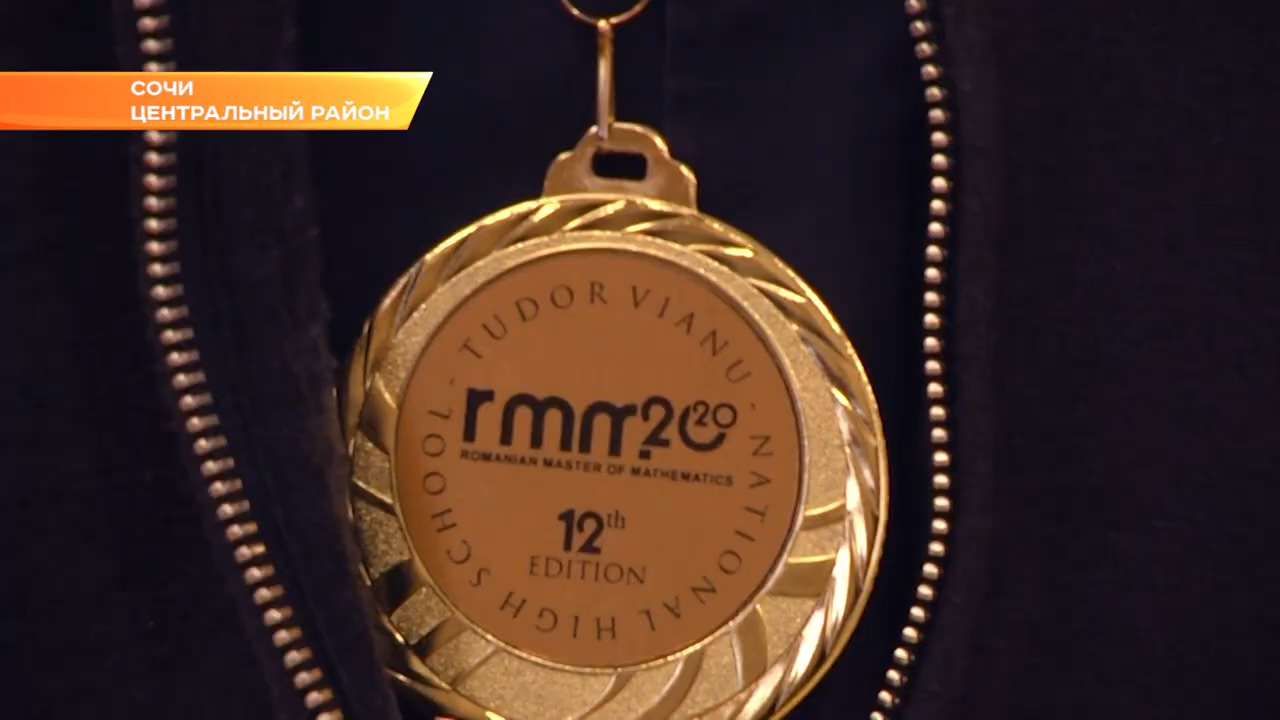 СОЧИ
ЦЕНТРАЛЬНЫЙ РАЙОН
TUDOR VIANU - NATIONAL HIGH SCHOOL -
rmm2020
ROMANIAN MASTER OF MATHEMATICS
12th
EDITION